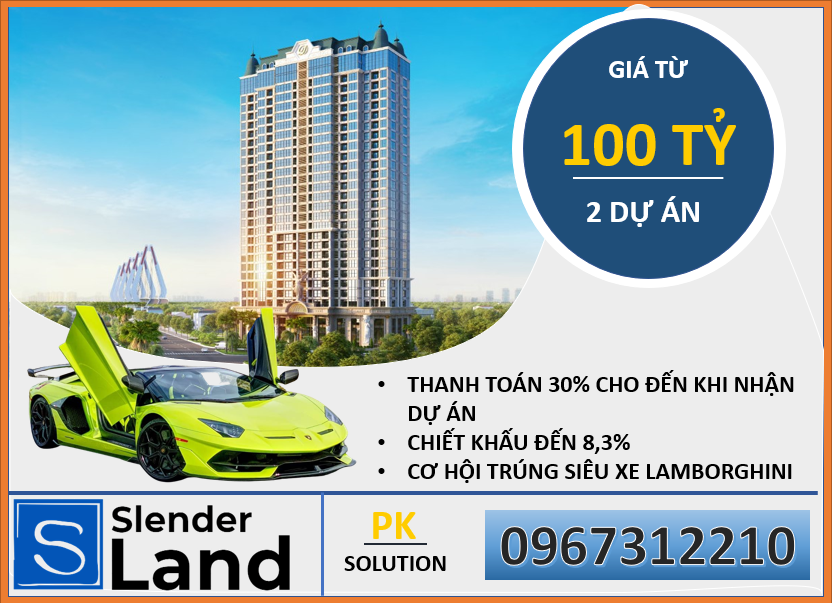 GIÁ TỪ
100 TỶ
2 DỰ ÁN
• THANH TOÁN 30% CHO ĐẾN KHI NHẬN
DỰ ÁN
• CHIẾT KHẤU ĐẾN 8,3%
• CƠ HỘI TRÚNG SIÊU XE LAMBORGHINI
S
Slender
Land
PK
SOLUTION
0967312210